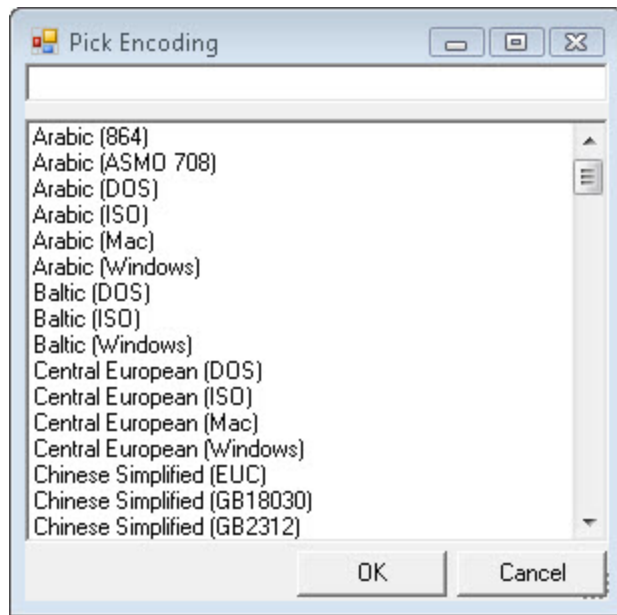 Pick Encoding
Arabic (864)
Arabic (ASMO 708)
Arabic (DOS)
Arabic (ISO)
Arabic (Mac)
Arabic (Windows)
Baltic (DOS)
Baltic (ISO)
Baltic (Windows)
Central European (DOS)
Central European (ISO)
Central European (Mac)
Central European (Windows)
Chinese Simplified (EUC)
Chinese Simplified (GB18030)
Chinese Simplified (GB2312)
OK Cancel